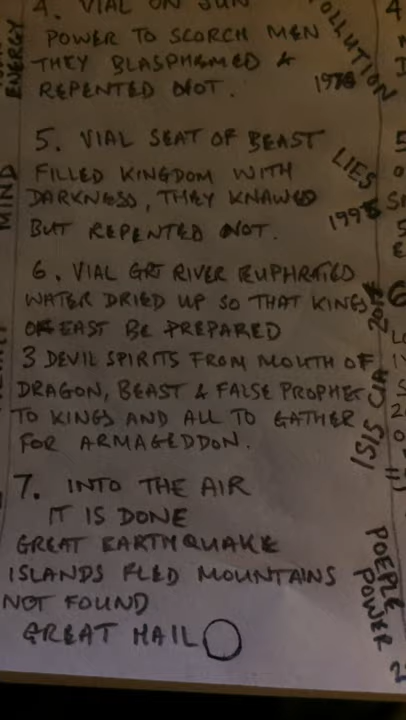 4. VIAL ON SUN
POWER TO SCORCH MEN
THEY BLASPHEMED &
REPENTED NOT.
5. VIAL SEAT OF BEAST
FILLED KINGDOM WITH
DARKNESS, THEY KNAWED
BUT REPENTED NOT.
6. VIAL GRT RIVER EUPHRATED
WATER DRIED UP SO THAT KINGS
OF EAST BE PREPARED
3 DEVIL SPIRITS FROM MOUTH OF
DRAGON, BEAST & FALSE PROPHET
TO KINGS AND ALL TO GATHER
FOR ARMAGEDDON.
7. INTO THE AIR
IT IS DONE
GREAT EARTHQUAKE
ISLANDS FLED MOUNTAINS
NOT FOUND
GREAT HAIL
ENERGY
MIND
POLLUTION
LIES
ISIS CIA
POEPLE
POWER